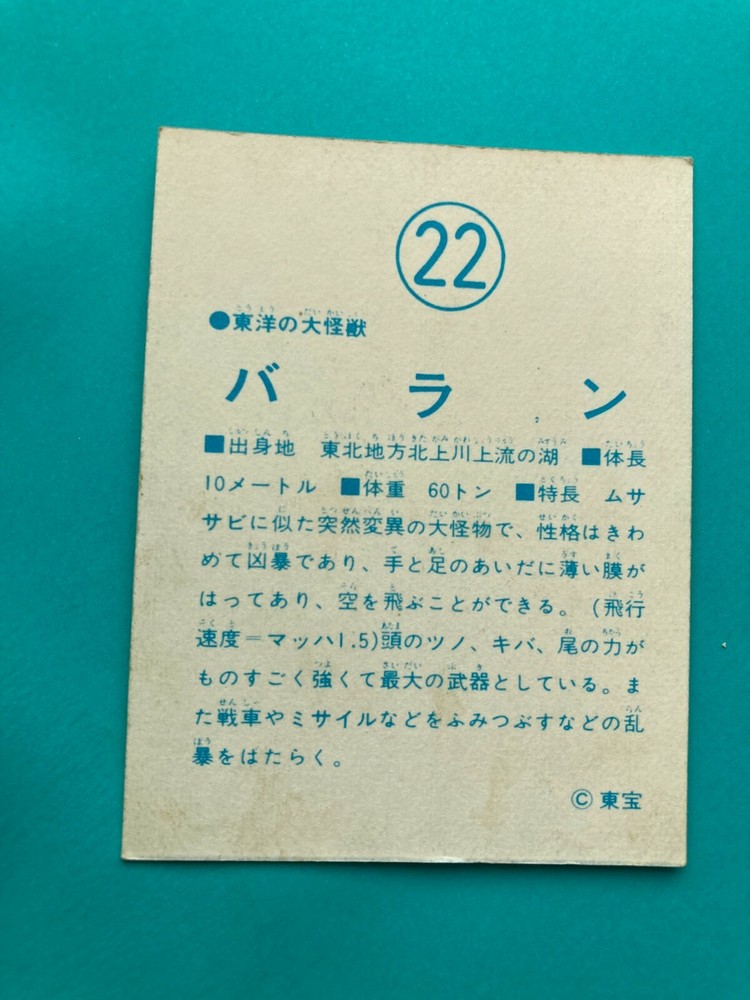 22
●東洋の大怪獣
バラン
■出身地 東北地方北上川上流の湖 ■体長
10メートル ■体重 60トン ■特長 ムサ
サビに似た突然変異の大怪物で、性格はきわ
めて凶暴であり、手と足のあいだに薄い膜が
はってあり、空を飛ぶことができる。(飛行
速度=マッハ1.5)頭のツノ、キバ、尾の力が
ものすごく強くて最大の武器としている。ま
た戦車やミサイルなどをふみつぶすなどの乱
暴をはたらく。
© 東宝